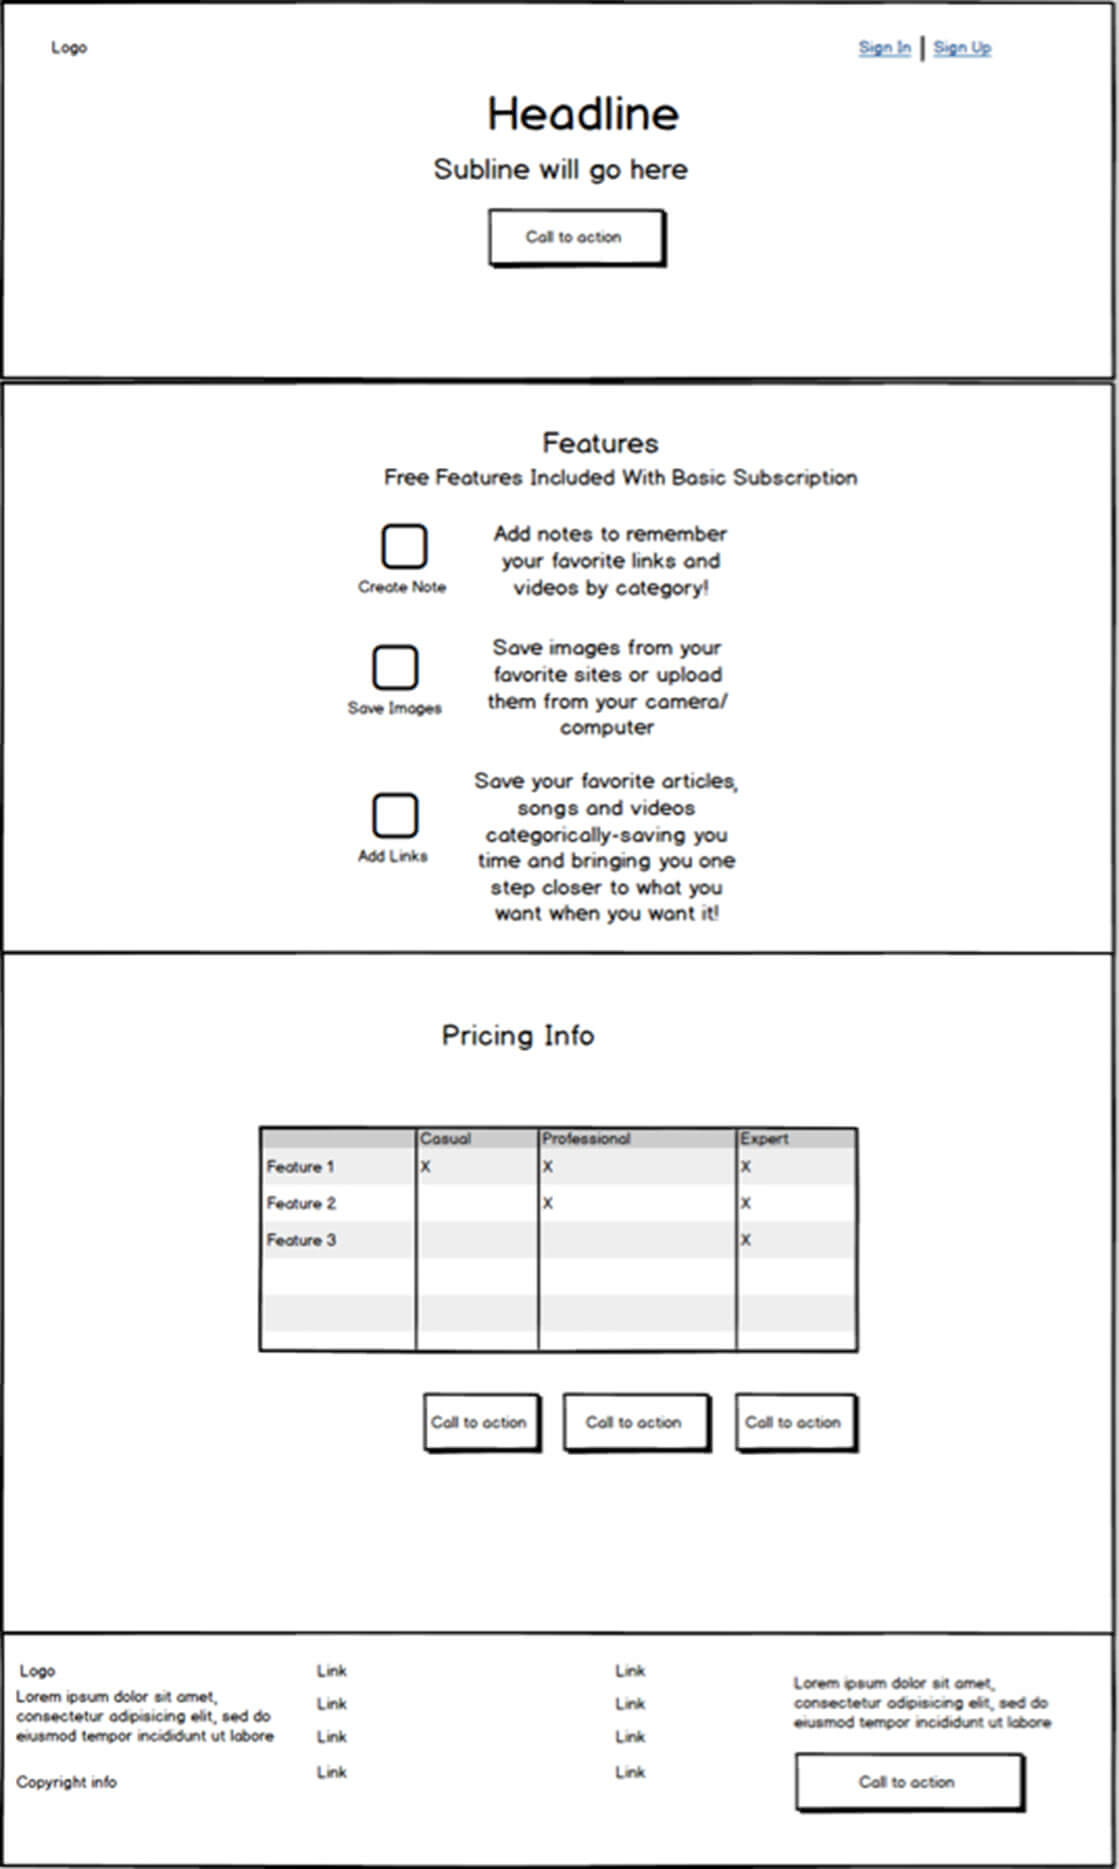 Logo
Sign In | Sign Up
Headline
Subline will go here
Call to action
Features
Free Features Included With Basic Subscription
Create Note
Add notes to remember
your favorite links and
videos by category!
Save Images
Save images from your
favorite sites or upload
them from your camera/
computer
Add Links
Save your favorite articles,
songs and videos
categorically-saving you
time and bringing you one
step closer to what you
want when you want it!
Pricing Info
Casual Professional Expert
Feature 1 X X X
Feature 2 X X
Feature 3 X
Call to action Call to action Call to action
Logo
Lorem ipsum dolor sit amet,
consectetur adipisicing elit, sed do
eiusmod tempor incididunt ut labore
Copyright info
Link
Link
Link
Link
Link
Link
Link
Link
Lorem ipsum dolor sit amet,
consectetur adipisicing elit, sed do
eiusmod tempor incididunt ut labore
Call to action